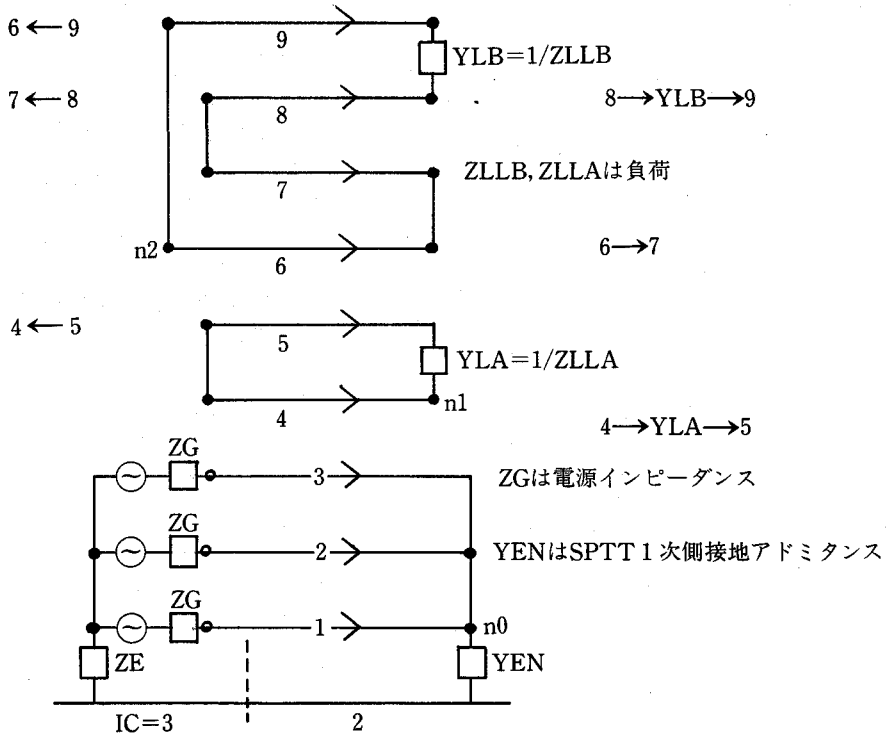 6 ← 9
9
YLB=1/ZLLB
7 ← 8
8
8→YLB→9
7
ZLLB, ZLLAは負荷
n2
6
6→7
4 ← 5
5
YLA=1/ZLLA
4
n1
4→YLA→5
ZG
3
ZGは電源インピーダンス
ZG
2
YENはSPTT1次側接地アドミタンス
ZG
1
n0
ZE
YEN
IC=3
2